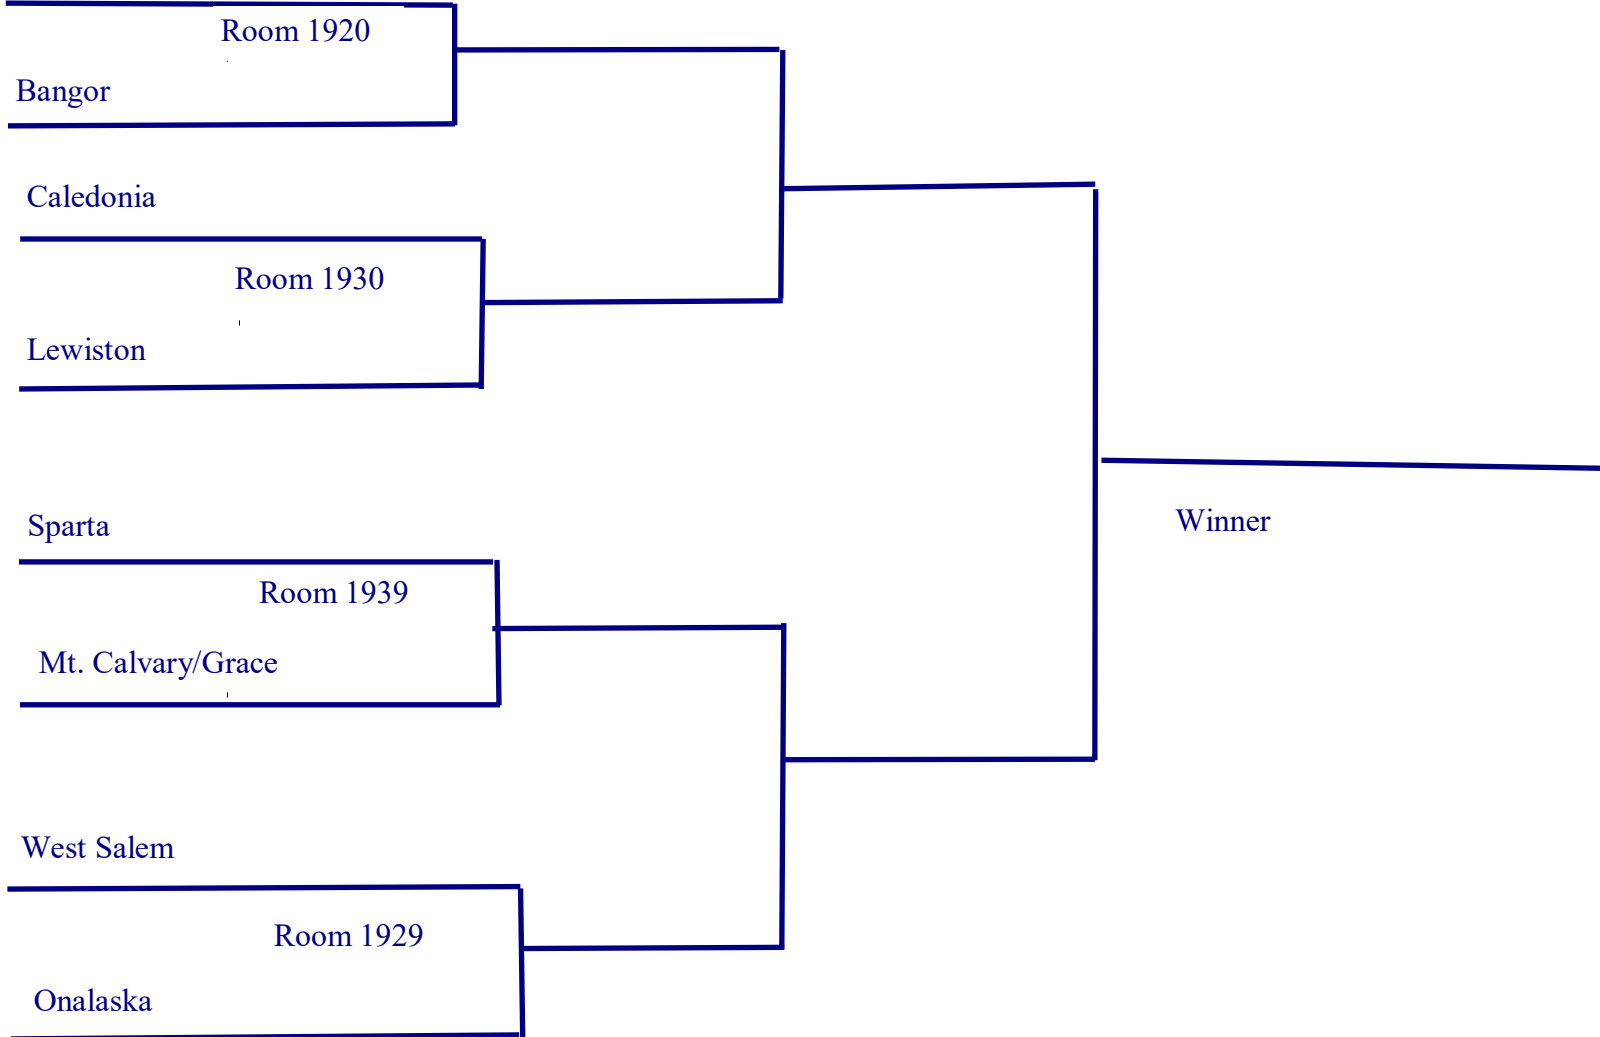 Room 1920
Bangor
Caledonia
Room 1930
Lewiston
Sparta
Winner
Room 1939
Mt. Calvary/Grace
West Salem
Room 1929
Onalaska